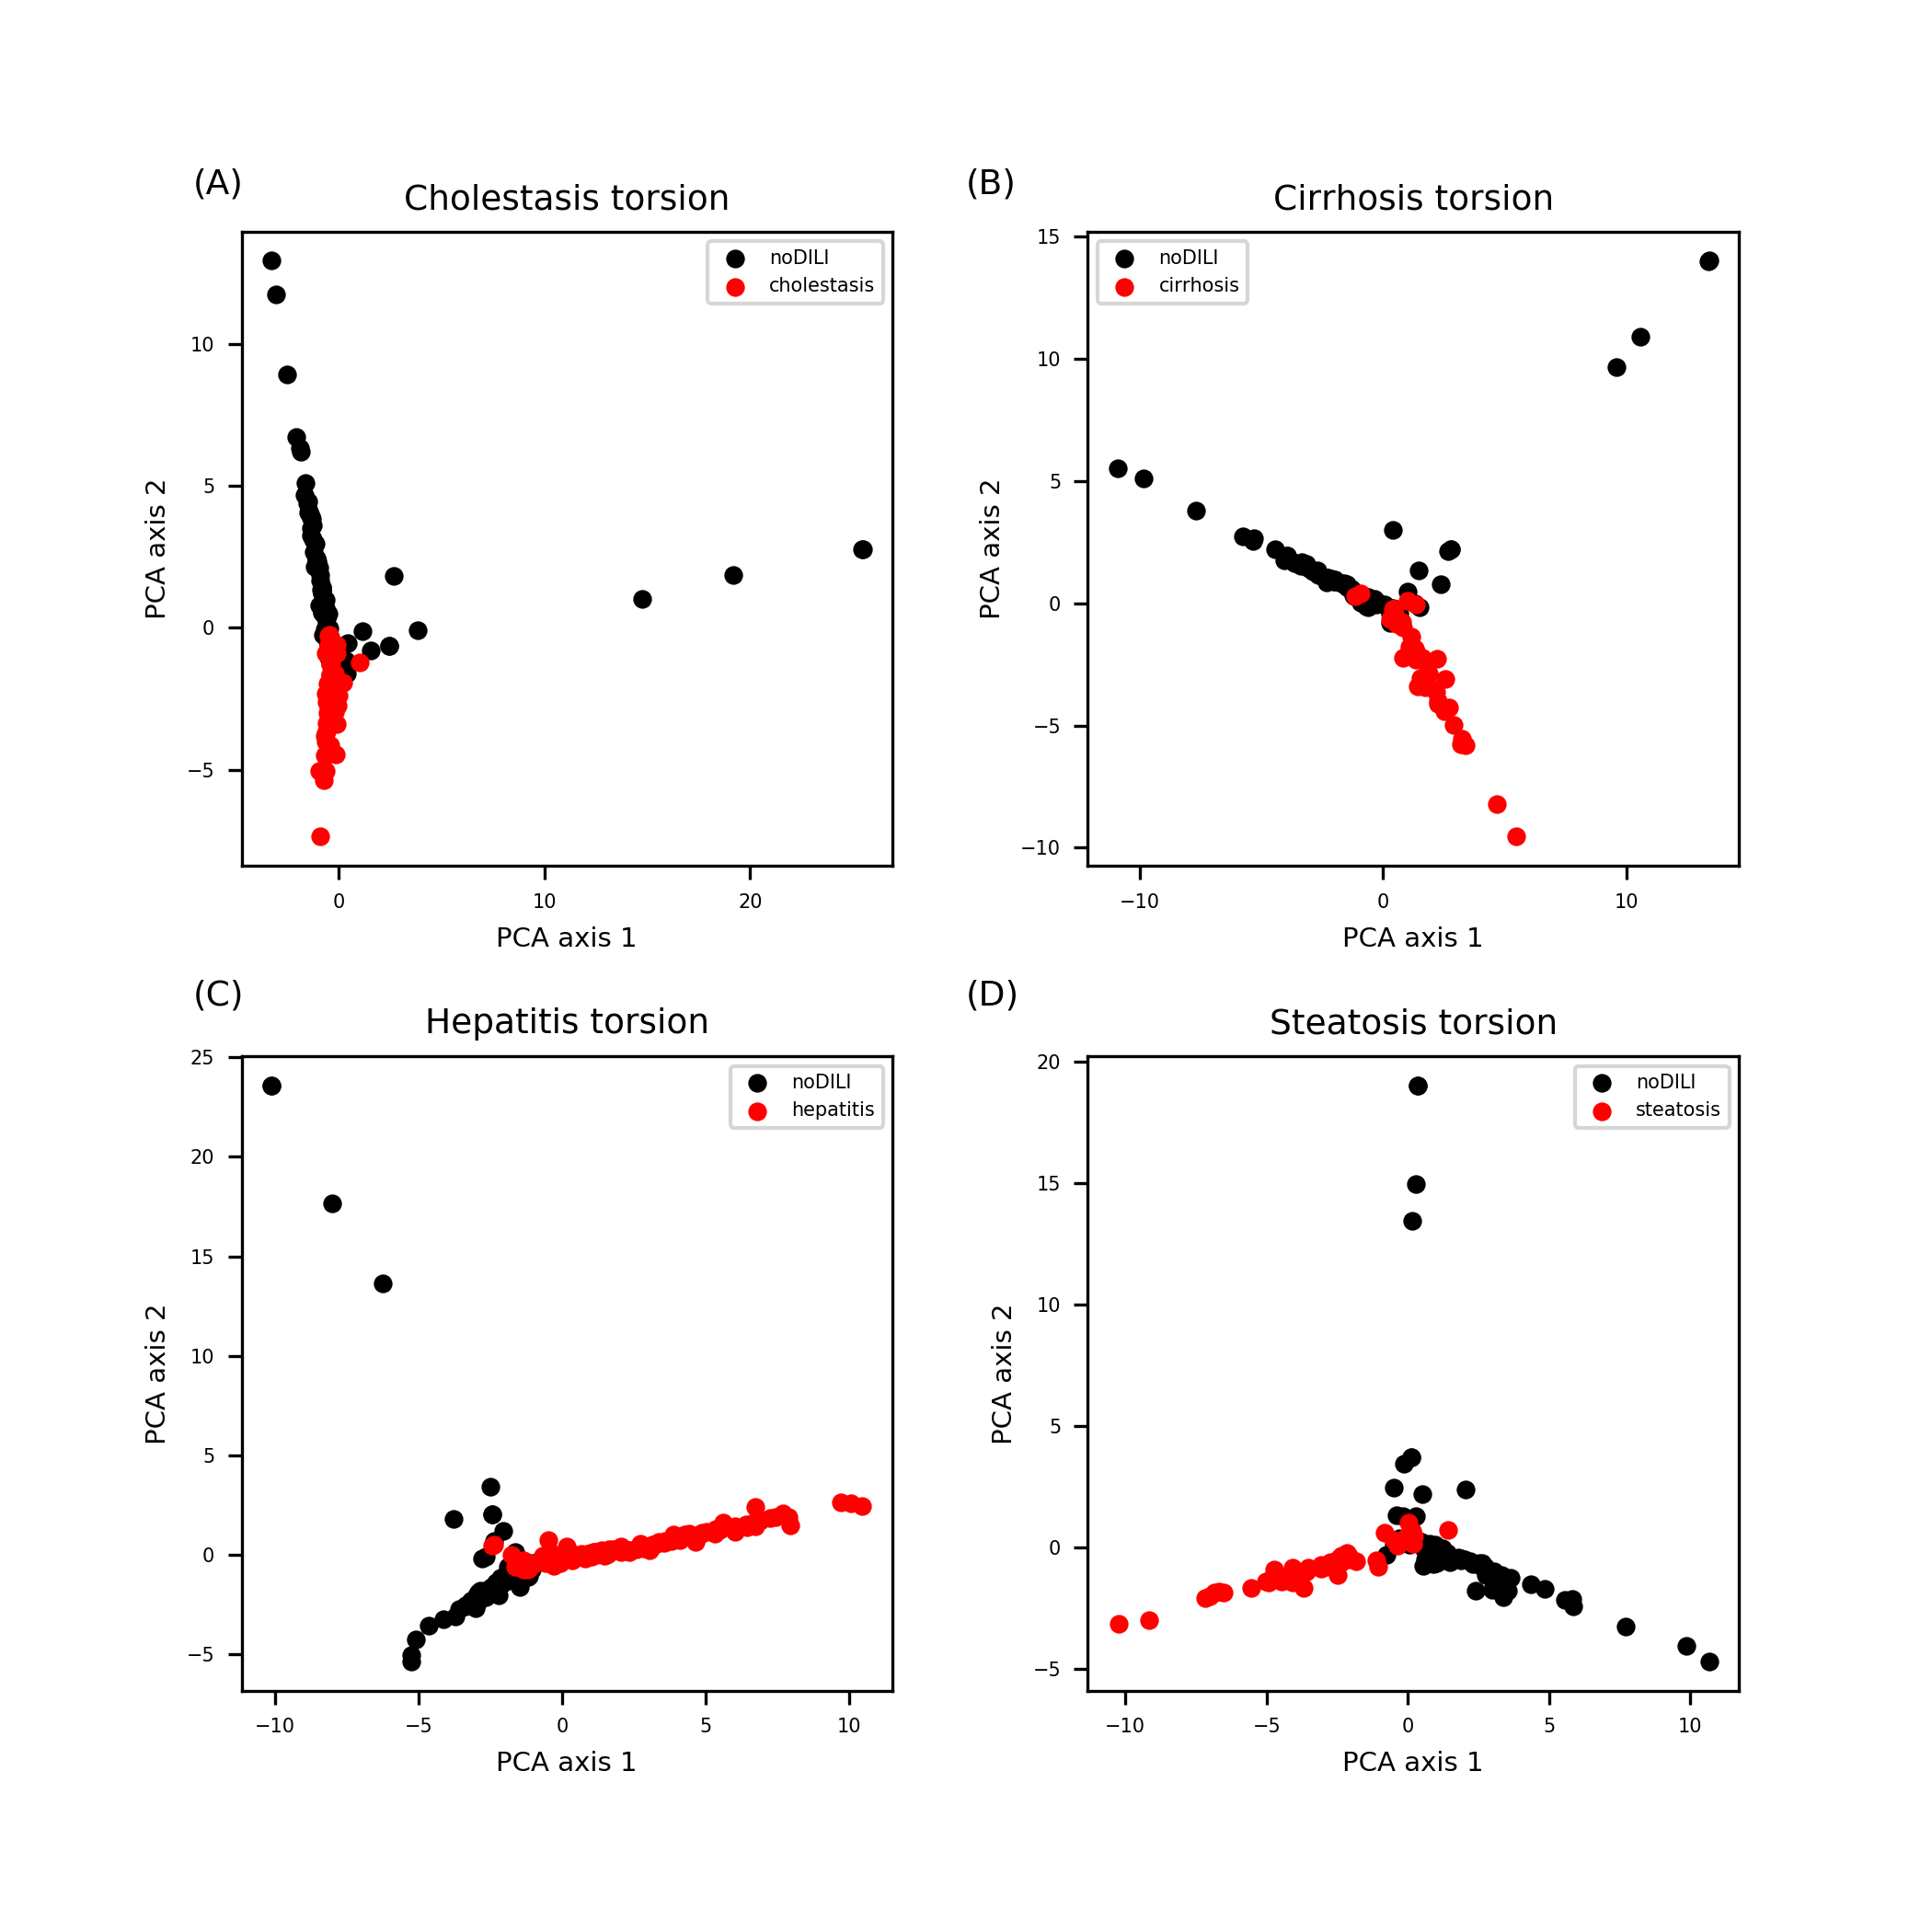 (A)
Cholestasis torsion
noDILI
cholestasis
10
5
0
−5
PCA axis 2
0
10
20
PCA axis 1
(B)
Cirrhosis torsion
noDILI
cirrhosis
15
10
5
0
−5
−10
PCA axis 2
−10
0
10
PCA axis 1
(C)
Hepatitis torsion
noDILI
hepatitis
25
20
15
10
5
0
−5
PCA axis 2
−10
−5
0
5
10
PCA axis 1
(D)
Steatosis torsion
noDILI
steatosis
20
15
10
5
0
−5
PCA axis 2
−10
−5
0
5
10
PCA axis 1